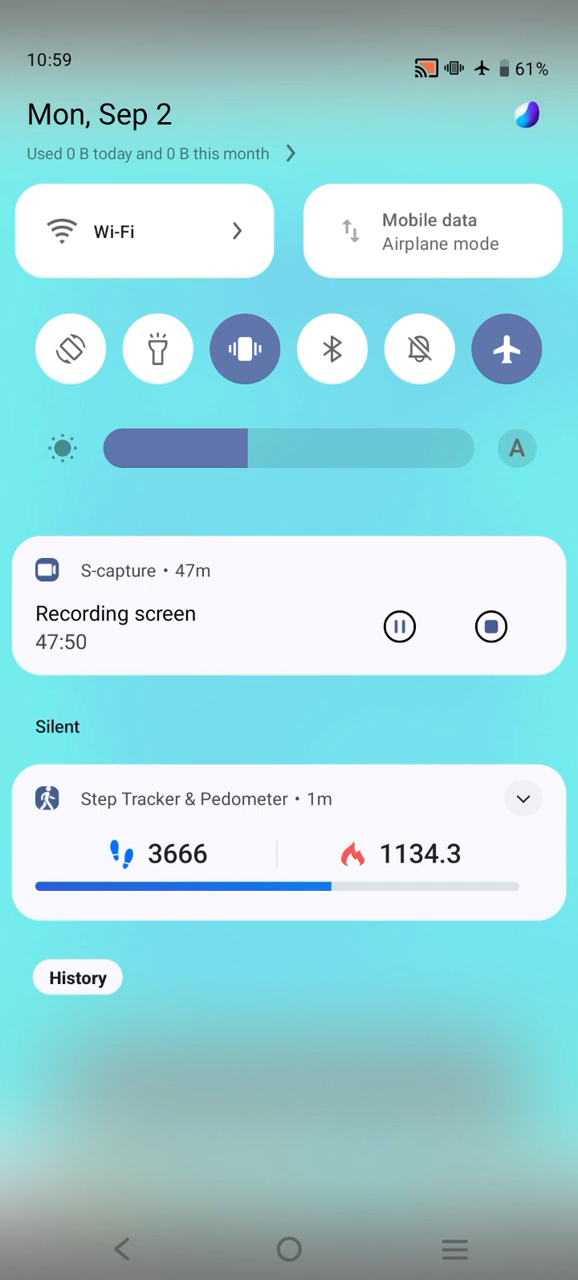 10:59
61%
Mon, Sep 2
Used 0 B today and 0 B this month
Wi-Fi
Mobile data
Airplane mode
A
S-capture • 47m
Recording screen
47:50
Silent
Step Tracker & Pedometer • 1m
3666
1134.3
History